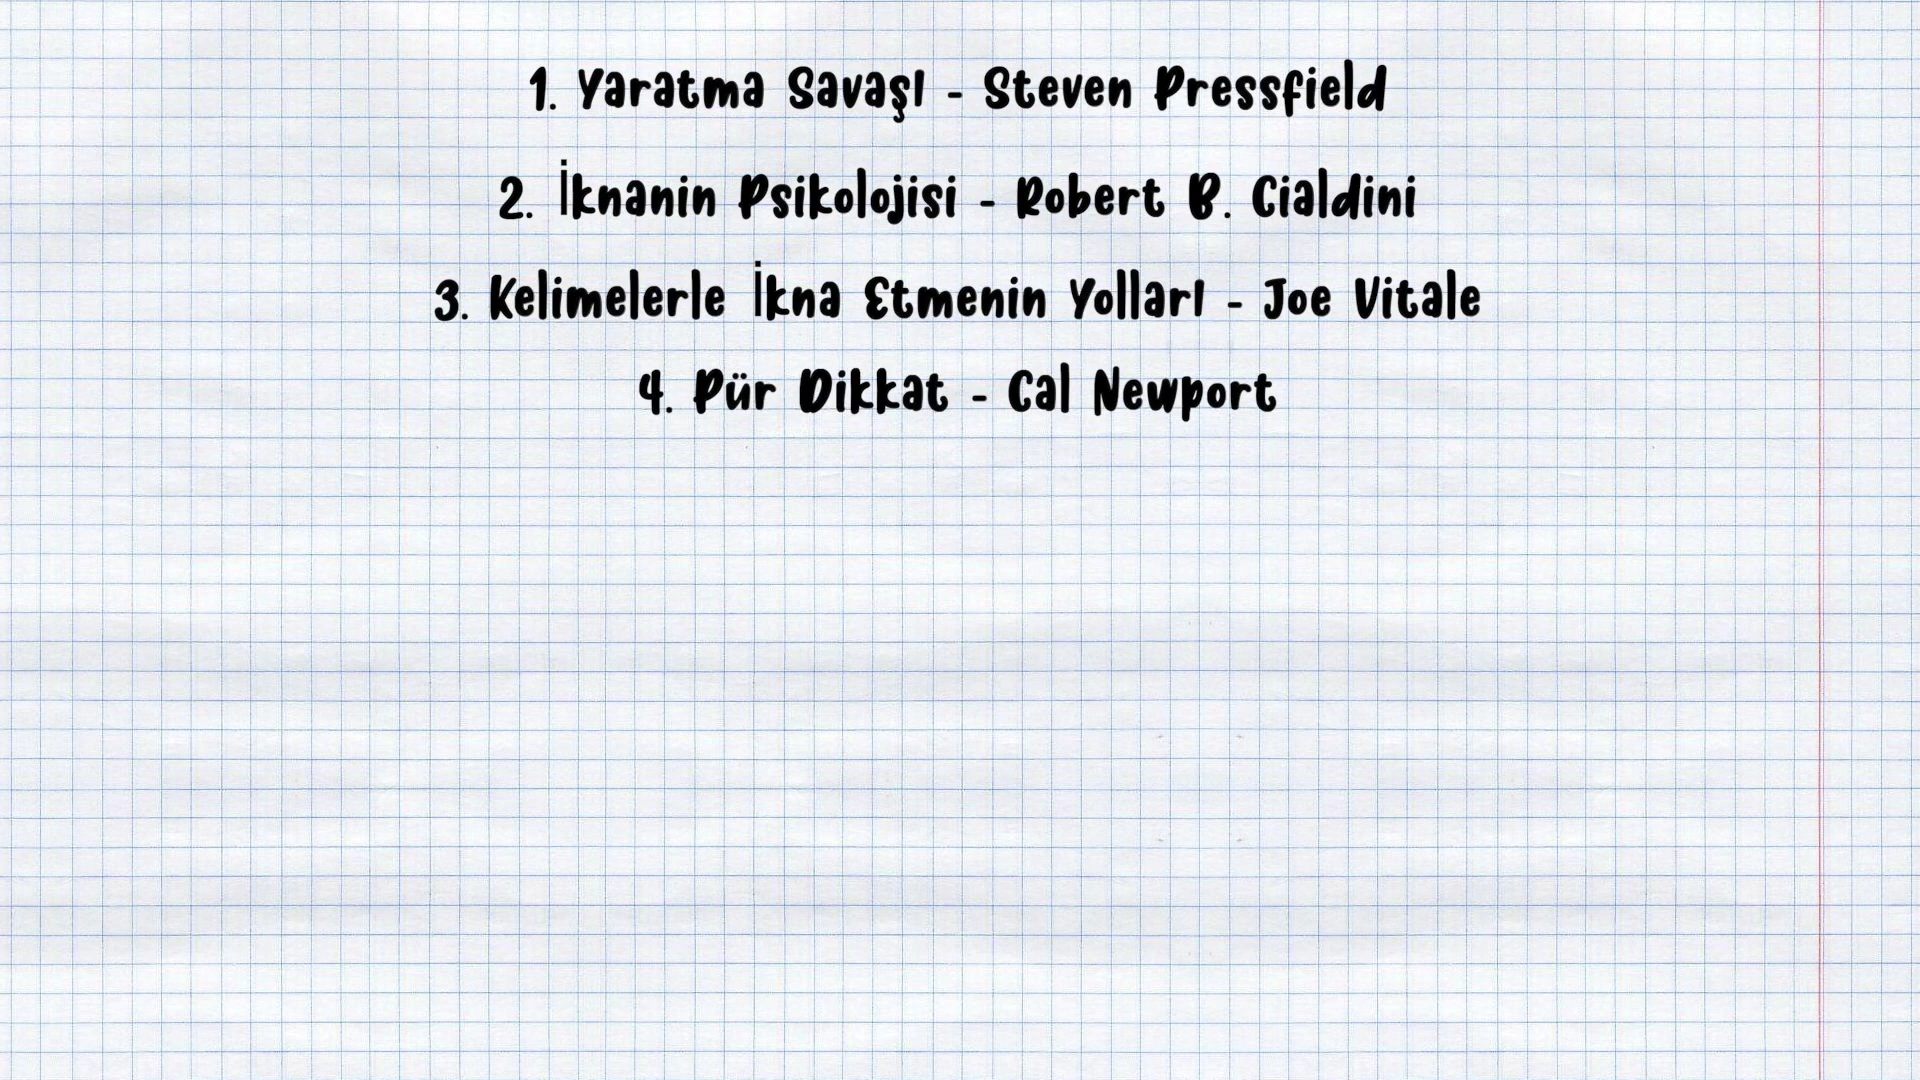 1. Yaratma Savaşı - Steven Pressfield
2. İknanin Psikolojisi - Robert B. Cialdini
3. Kelimelerle İkna Etmenin Yolları - Joe Vitale
4. Pür Dikkat - Cal Newport